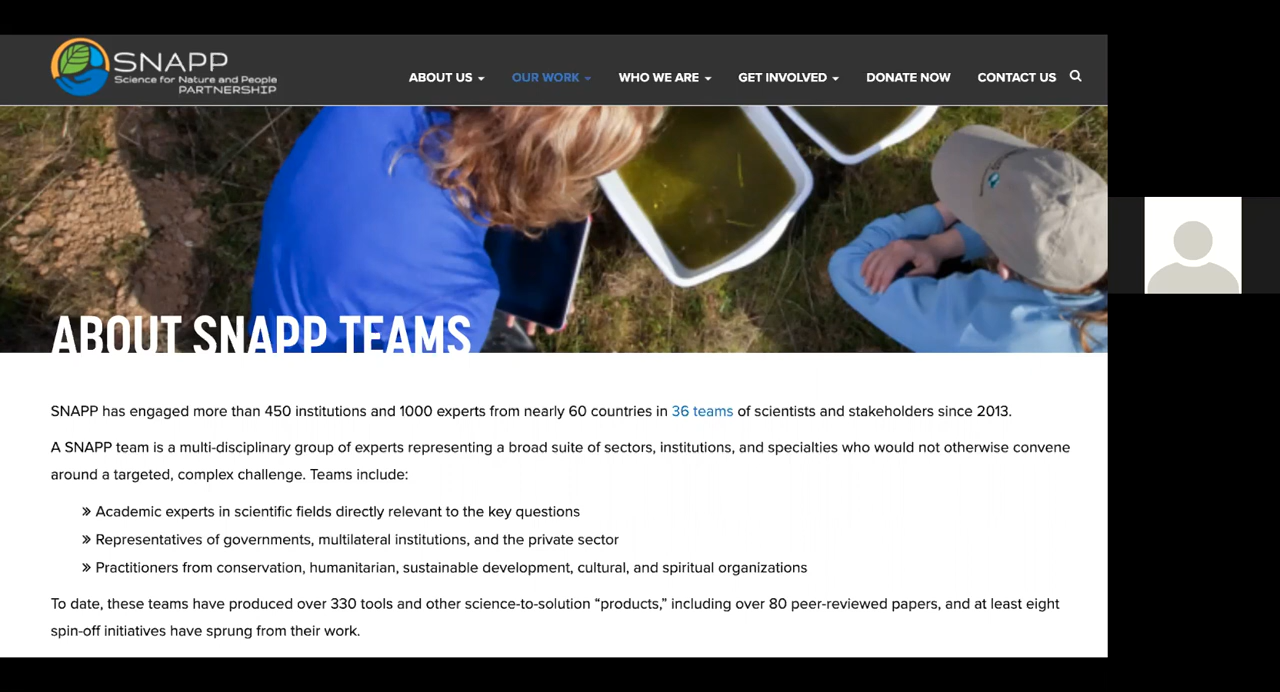 SNAPP
Science for Nature and People
PARTNERSHIP
ABOUT US
OUR WORK
WHO WE ARE
GET INVOLVED
DONATE NOW
CONTACT US
ABOUT SNAPP TEAMS
SNAPP has engaged more than 450 institutions and 1000 experts from nearly 60 countries in 36 teams of scientists and stakeholders since 2013.
A SNAPP team is a multi-disciplinary group of experts representing a broad suite of sectors, institutions, and specialties who would not otherwise convene
around a targeted, complex challenge. Teams include:
» Academic experts in scientific fields directly relevant to the key questions
» Representatives of governments, multilateral institutions, and the private sector
» Practitioners from conservation, humanitarian, sustainable development, cultural, and spiritual organizations
To date, these teams have produced over 330 tools and other science-to-solution “products,” including over 80 peer-reviewed papers, and at least eight
spin-off initiatives have sprung from their work.